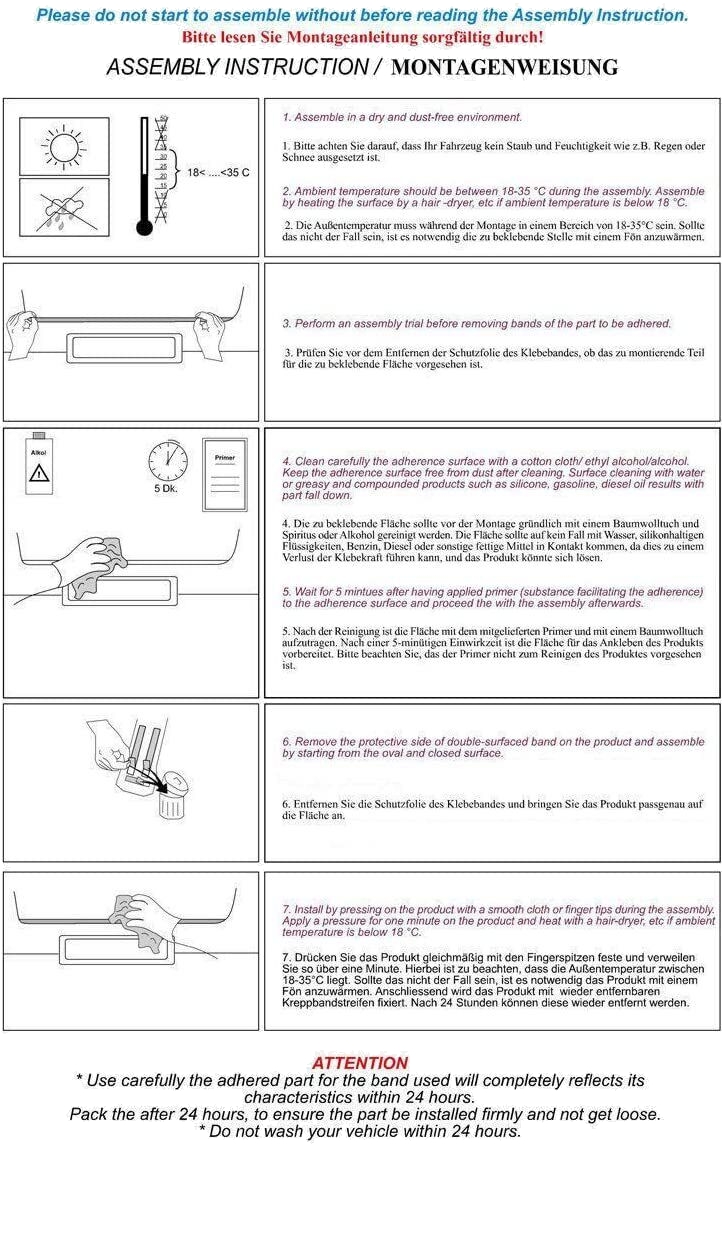 Please do not start to assemble without before reading the Assembly Instruction.
Bitte lesen Sie Montageanleitung sorgfältig durch!
ASSEMBLY INSTRUCTION / MONTAGENWEISUNG
18< ....<35 C
1. Assemble in a dry and dust-free environment.
1. Bitte achten Sie darauf, dass Ihr Fahrzeug kein Staub und Feuchtigkeit wie z.B. Regen oder
Schnee ausgesetzt ist.
2. Ambient temperature should be between 18-35 °C during the assembly. Assemble
by heating the surface by a hair -dryer, etc if ambient temperature is below 18 °C.
2. Die Außentemperatur muss während der Montage in einem Bereich von 18-35°C sein. Sollte
das nicht der Fall sein, ist es notwendig die zu beklebende Stelle mit einem Fön anzuwärmen.
3. Perform an assembly trial before removing bands of the part to be adhered.
3. Prüfen Sie vor dem Entfernen der Schutzfolie des Klebebandes, ob das zu montierende Teil
für die zu beklebende Fläche vorgesehen ist.
Alkol
5 Dk.
Primer
4. Clean carefully the adherence surface with a cotton cloth/ ethyl alcohol/alcohol.
Keep the adherence surface free from dust after cleaning. Surface cleaning with water
or greasy and compounded products such as silicone, gasoline, diesel oil results with
part fall down.
4. Die zu beklebende Fläche sollte vor der Montage gründlich mit einem Baumwolltuch und
Spiritus oder Alkohol gereinigt werden. Die Fläche sollte auf kein Fall mit Wasser, silikonhaltigen
Flüssigkeiten, Benzin, Diesel oder sonstige fettige Mittel in Kontakt kommen, da dies zu einem
Verlust der Klebekraft führen kann, und das Produkt könnte sich lösen.
5. Wait for 5 mintues after having applied primer (substance facilitating the adherence)
to the adherence surface and proceed the with the assembly afterwards.
5. Nach der Reinigung ist die Fläche mit dem mitgelieferten Primer und mit einem Baumwolltuch
aufzutragen. Nach einer 5-minütigen Einwirkzeit ist die Fläche für das Ankleben des Produkts
vorbereitet. Bitte beachten Sie, das der Primer nicht zum Reinigen des Produktes vorgesehen
ist.
6. Remove the protective side of double-surfaced band on the product and assemble
by starting from the oval and closed surface.
6. Entfernen Sie die Schutzfolie des Klebebandes und bringen Sie das Produkt passgenau auf
die Fläche an.
7. Install by pressing on the product with a smooth cloth or finger tips during the assembly.
Apply a pressure for one minute on the product and heat with a hair-dryer, etc if ambient
temperature is below 18 °C.
7. Drücken Sie das Produkt gleichmäßig mit den Fingerspitzen feste und verweilen
Sie so über eine Minute. Hierbei ist zu beachten, dass die Außentemperatur zwischen
18-35°C liegt. Sollte das nicht der Fall sein, ist es notwendig das Produkt mit einem
Fön anzuwärmen. Anschliessend wird das Produkt mit wieder entfernbaren
Kreppbandstreifen fixiert. Nach 24 Stunden können diese wieder entfernt werden.
ATTENTION
* Use carefully the adhered part for the band used will completely reflects its
characteristics within 24 hours.
Pack the after 24 hours, to ensure the part be installed firmly and not get loose.
* Do not wash your vehicle within 24 hours.